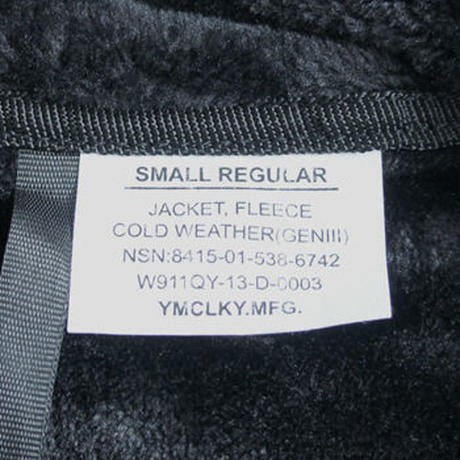 SMALL REGULAR
JACKET, FLEECE
COLD WEATHER(GENIII)
NSN:8415-01-538-6742
W911QY-13-D-0003
YMCLKY.MFG.